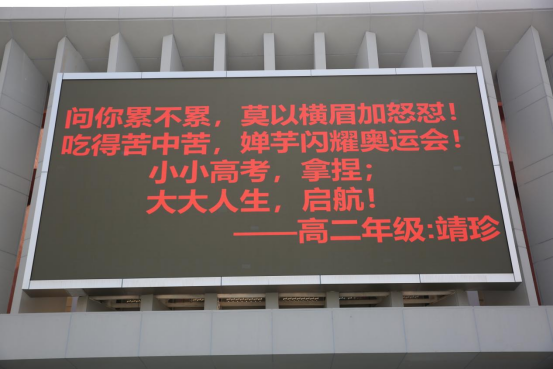 问你累不累，莫以横眉加怒怼！
吃得苦中苦，婵芋闪耀奥运会！
小小高考，拿捏；
大大人生，启航！
——高二年级:靖珍